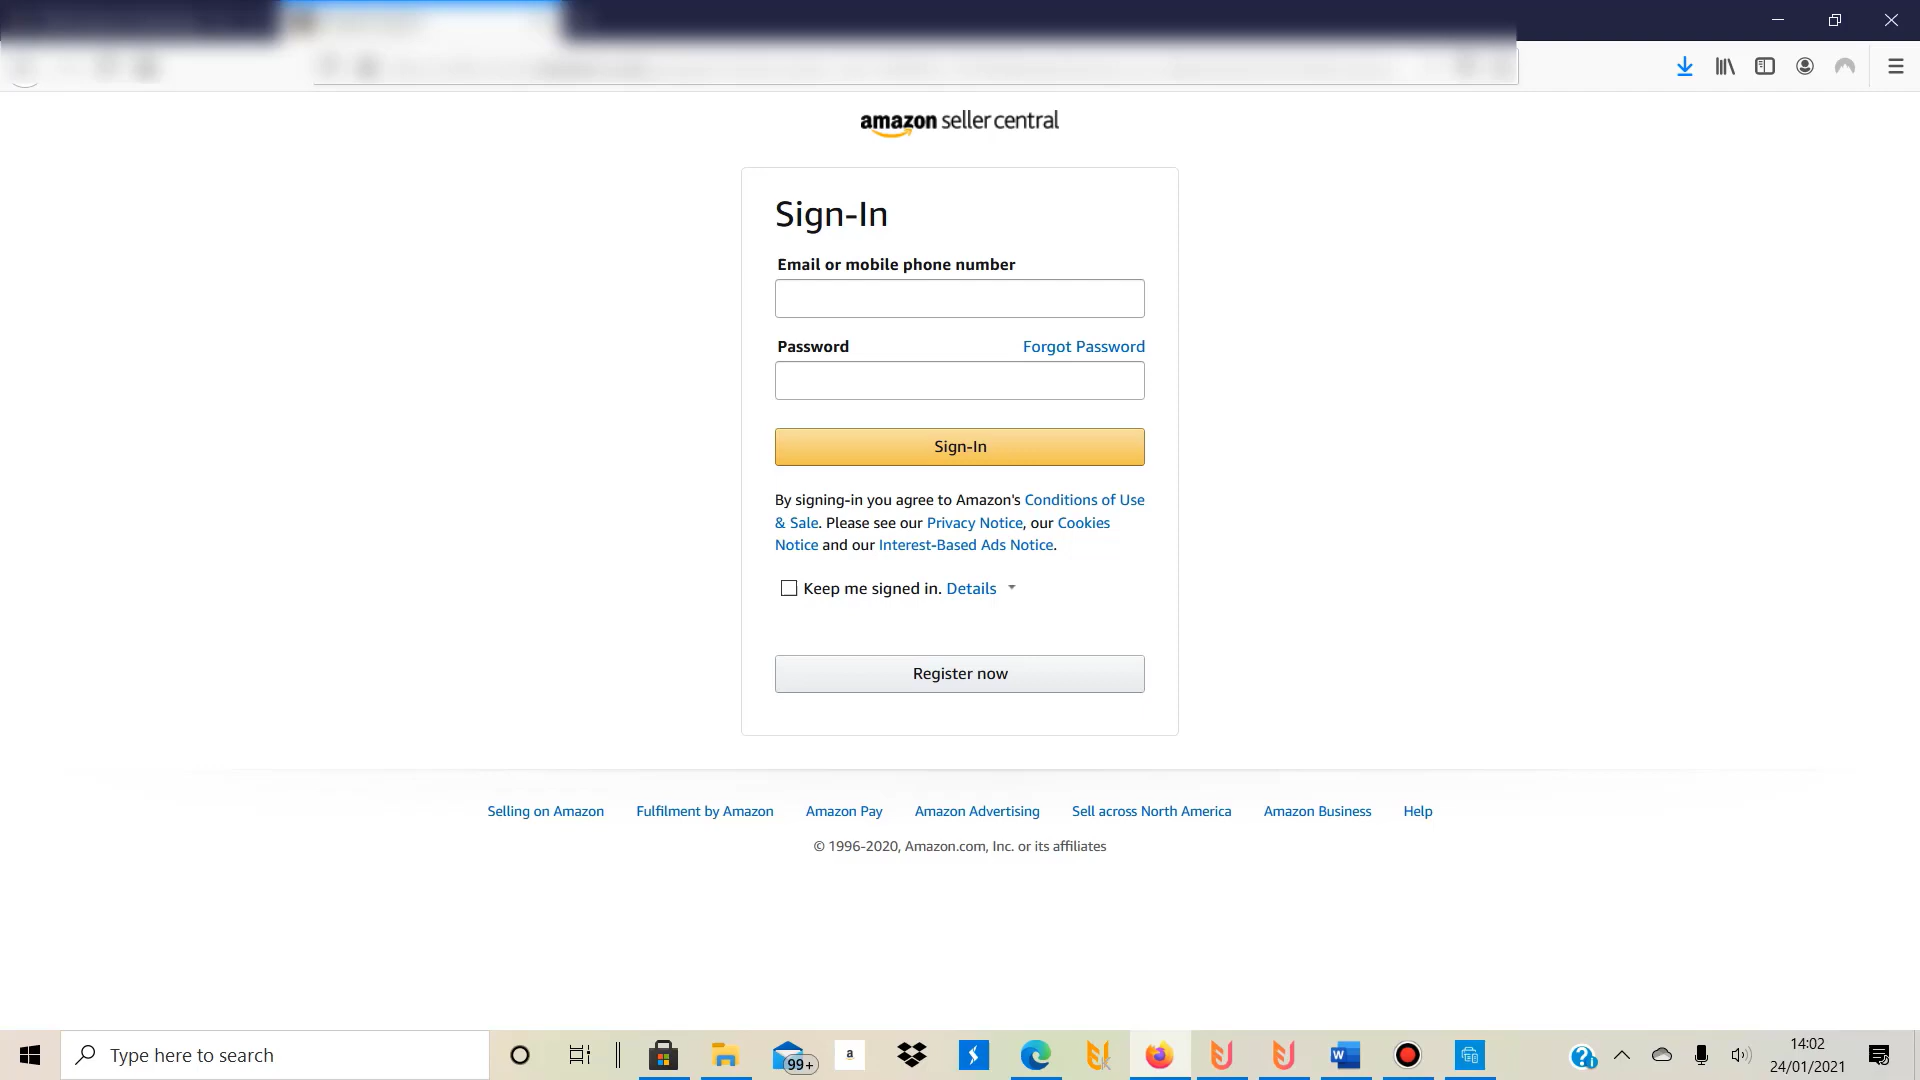 amazon seller central
Sign-In
Email or mobile phone number
Password Forgot Password
Sign-In
By signing-in you agree to Amazon's Conditions of Use
& Sale. Please see our Privacy Notice, our Cookies
Notice and our Interest-Based Ads Notice.
Keep me signed in. Details
Register now
Selling on Amazon Fulfilment by Amazon Amazon Pay Amazon Advertising Sell across North America Amazon Business Help
© 1996-2020, Amazon.com, Inc. or its affiliates
Type here to search
99+
a
W
14:02
24/01/2021